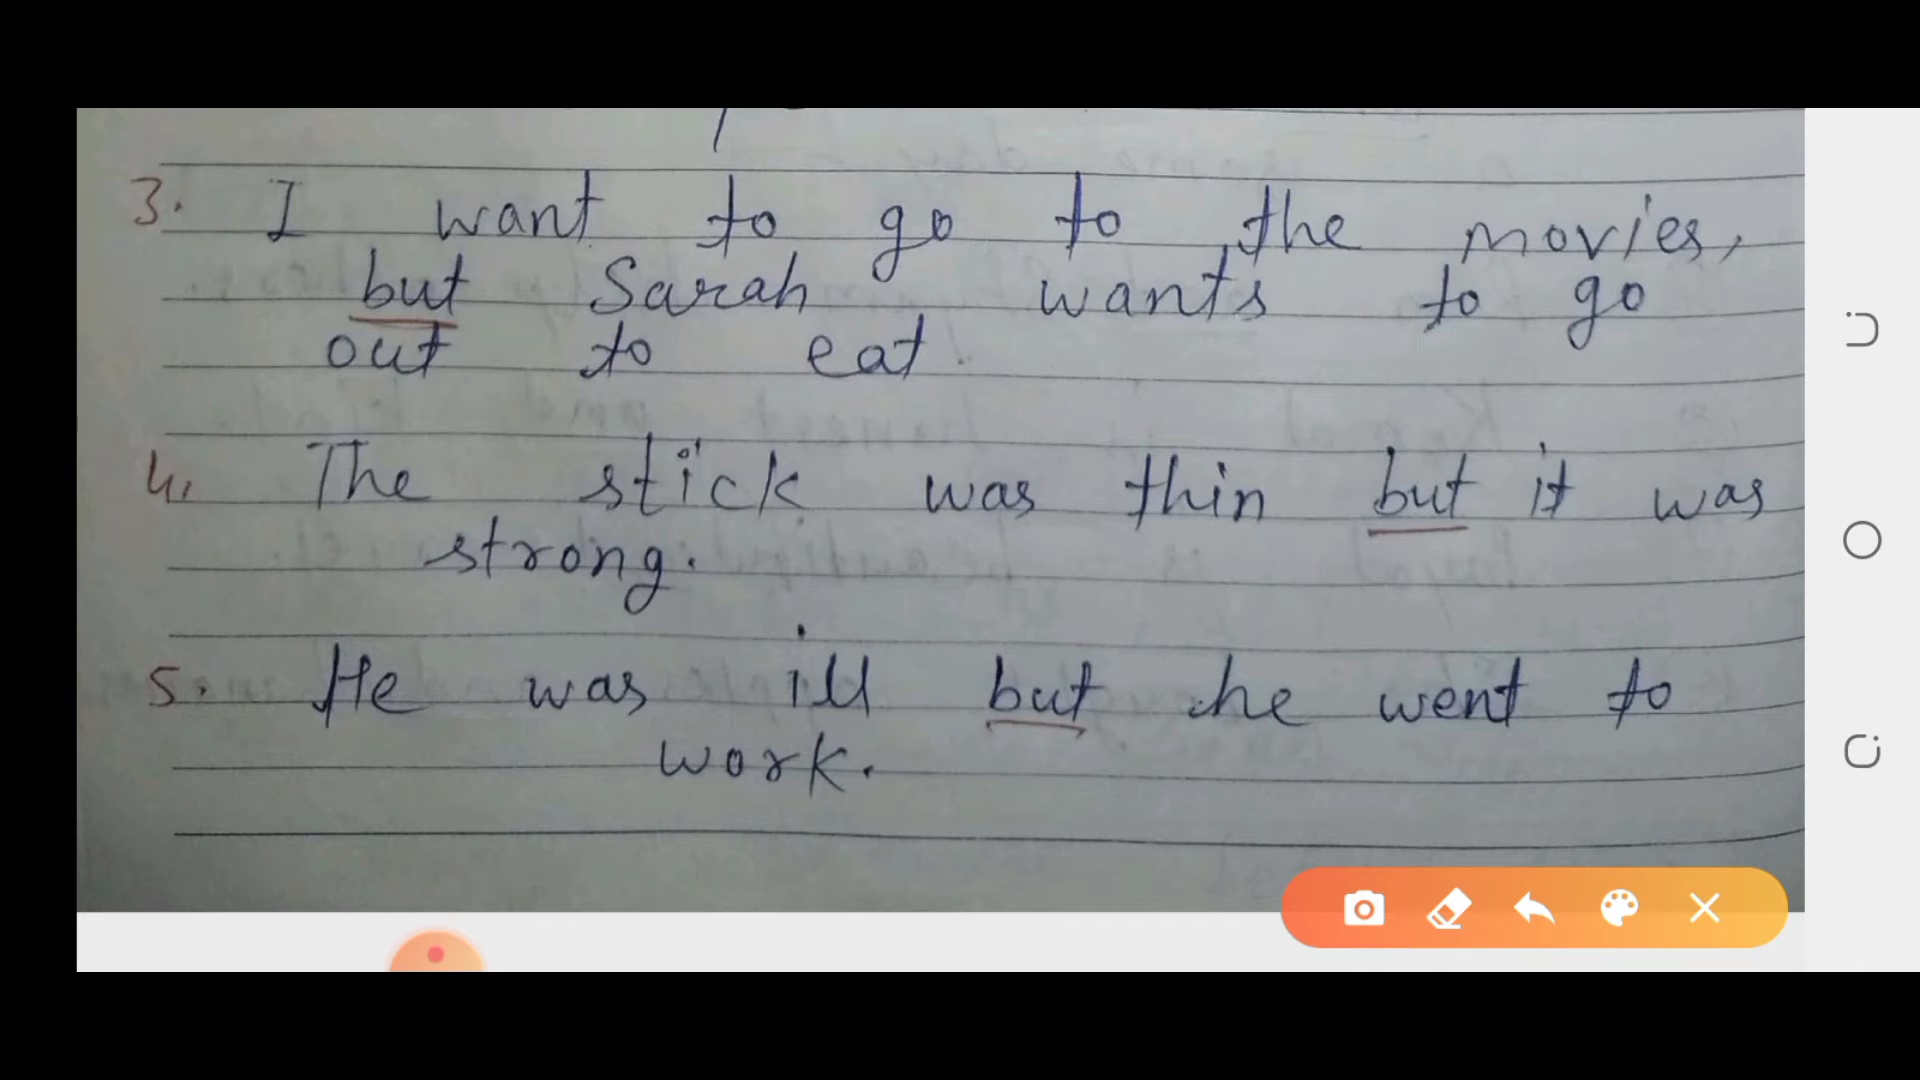 3. I want to go to the movies,
but Sarah wants to go
out to eat.
4. The stick was thin but it was
strong.
5. He was ill but he went to
work.